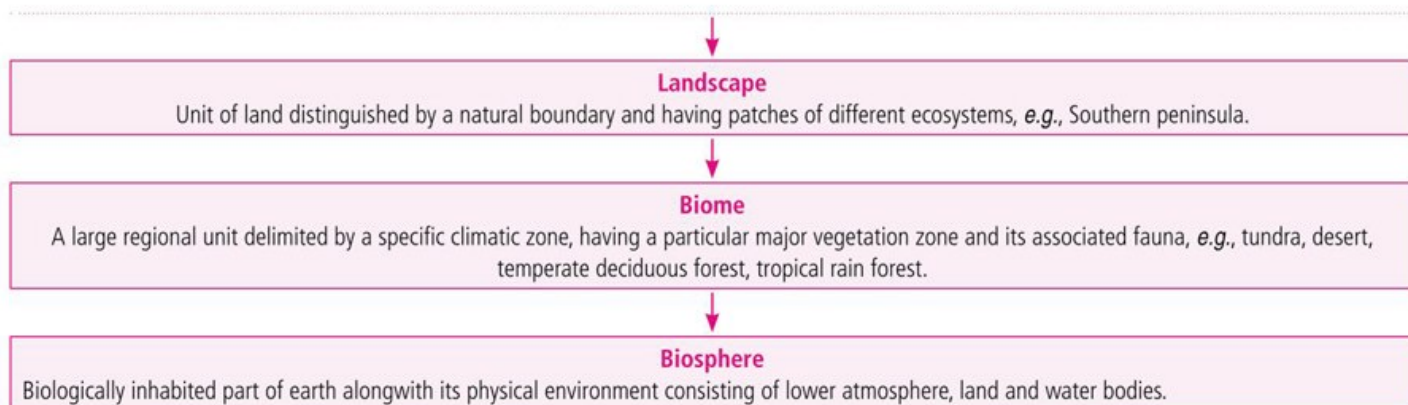 Landscape
Unit of land distinguished by a natural boundary and having patches of different ecosystems, e.g., Southern peninsula.
Biome
A large regional unit delimited by a specific climatic zone, having a particular major vegetation zone and its associated fauna, e.g., tundra, desert,
temperate deciduous forest, tropical rain forest.
Biosphere
Biologically inhabited part of earth alongwith its physical environment consisting of lower atmosphere, land and water bodies.